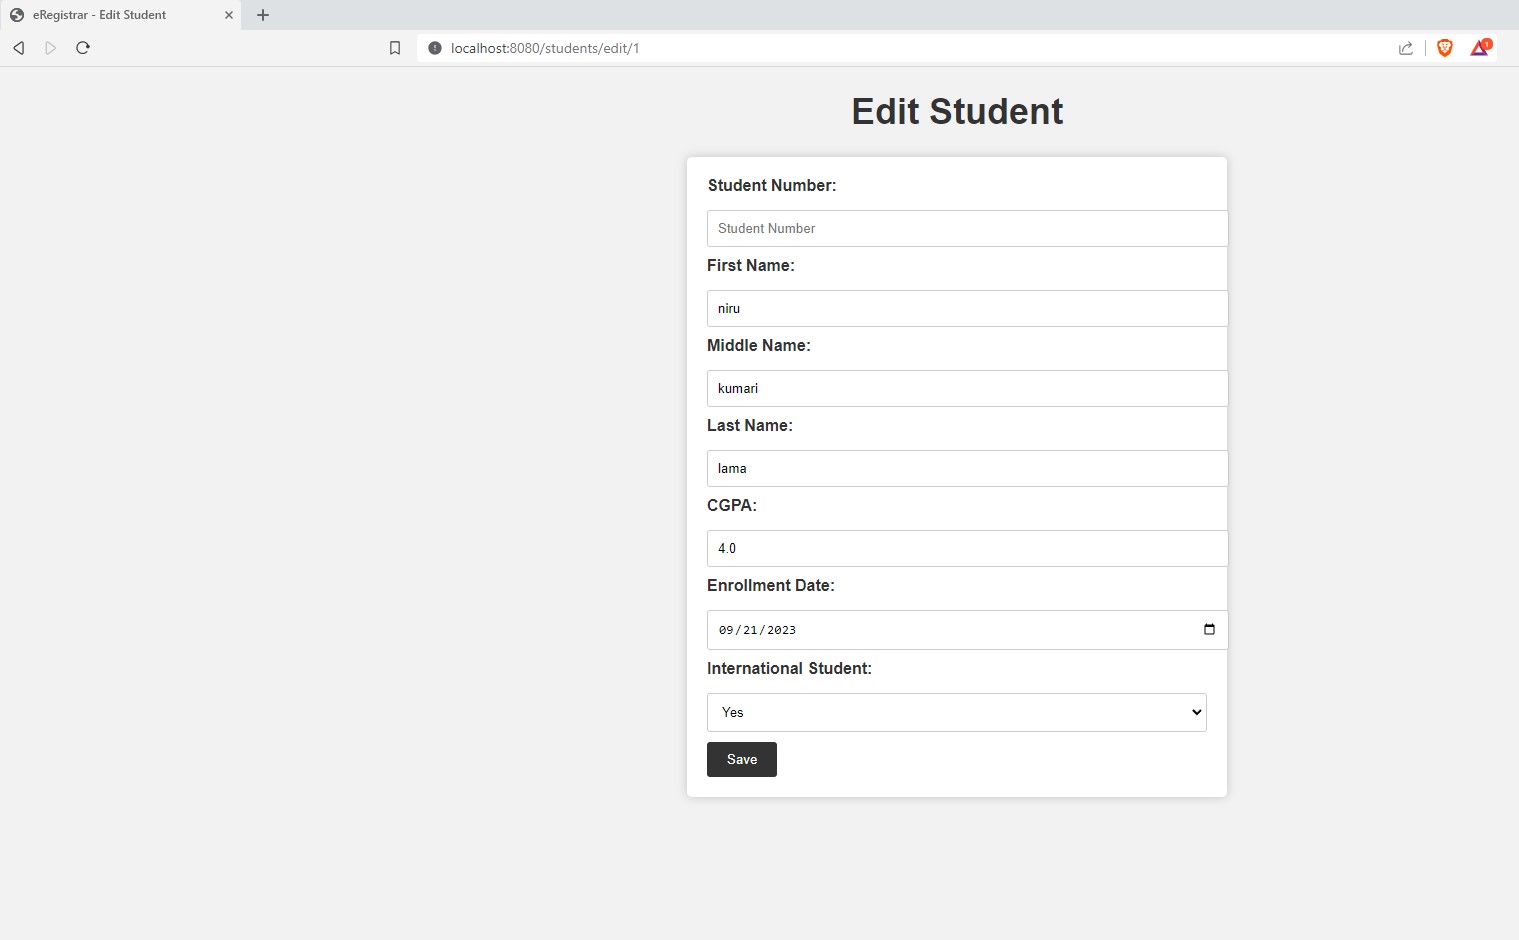 eRegistrar - Edit Student
localhost:8080/students/edit/1
1
Edit Student
Student Number:
Student Number
First Name:
niru
Middle Name:
kumari
Last Name:
lama
CGPA:
4.0
Enrollment Date:
09/21/2023
International Student:
Yes
Save